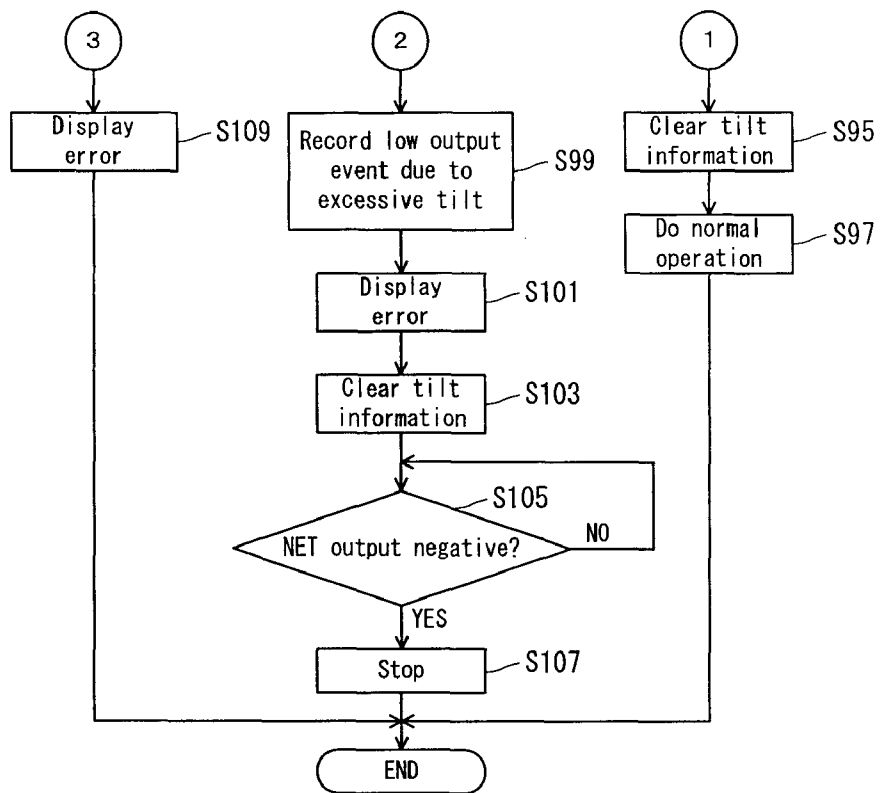 3
2
1
Display
error
S109
Record low output
event due to
excessive tilt
S99
Clear tilt
information
S95
Do normal
operation
S97
Display
error
S101
Clear tilt
information
S103
S105
NET output negative?
NO
YES
Stop
S107
END